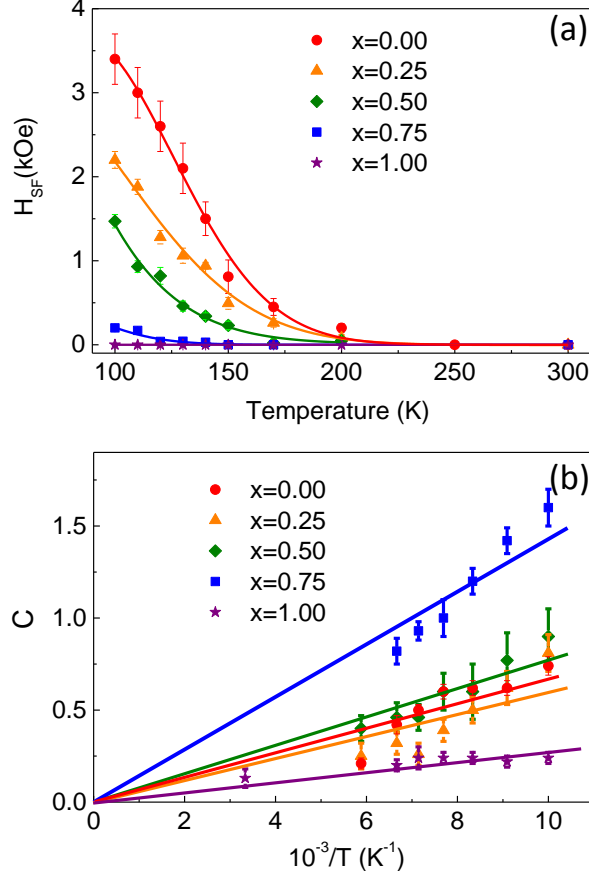 (a)
x=0.00
x=0.25
x=0.50
x=0.75
x=1.00
4
3
2
1
0
H_SF(kOe)
100 150 200 250 300
Temperature (K)
(b)
x=0.00
x=0.25
x=0.50
x=0.75
x=1.00
1.5
1.0
0.5
0.0
C
0 2 4 6 8 10
10^-3/T (K^-1)